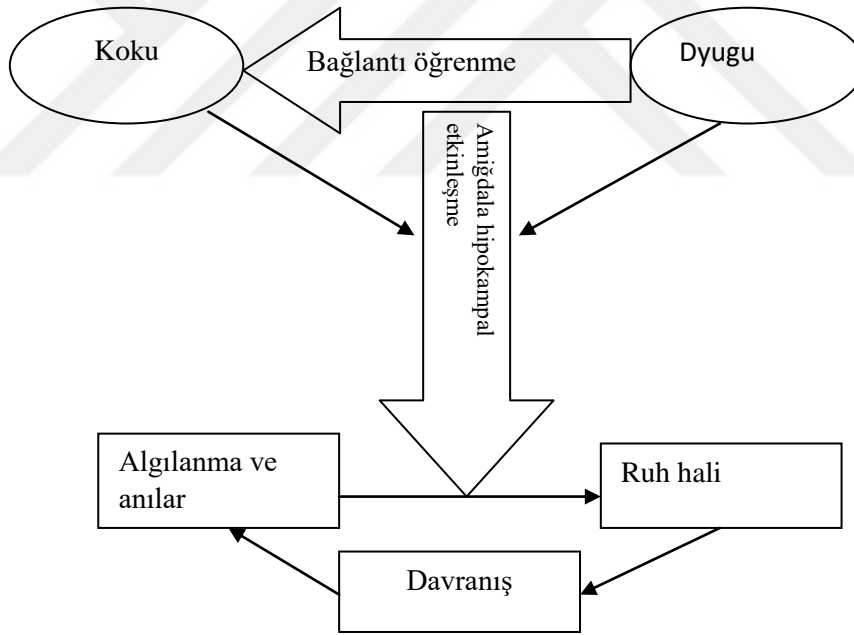 Koku
Bağlantı öğrenme
Dyugu
Amiğdala hipokampal
etkinleşme
Algılanma ve
anılar
Ruh hali
Davranış